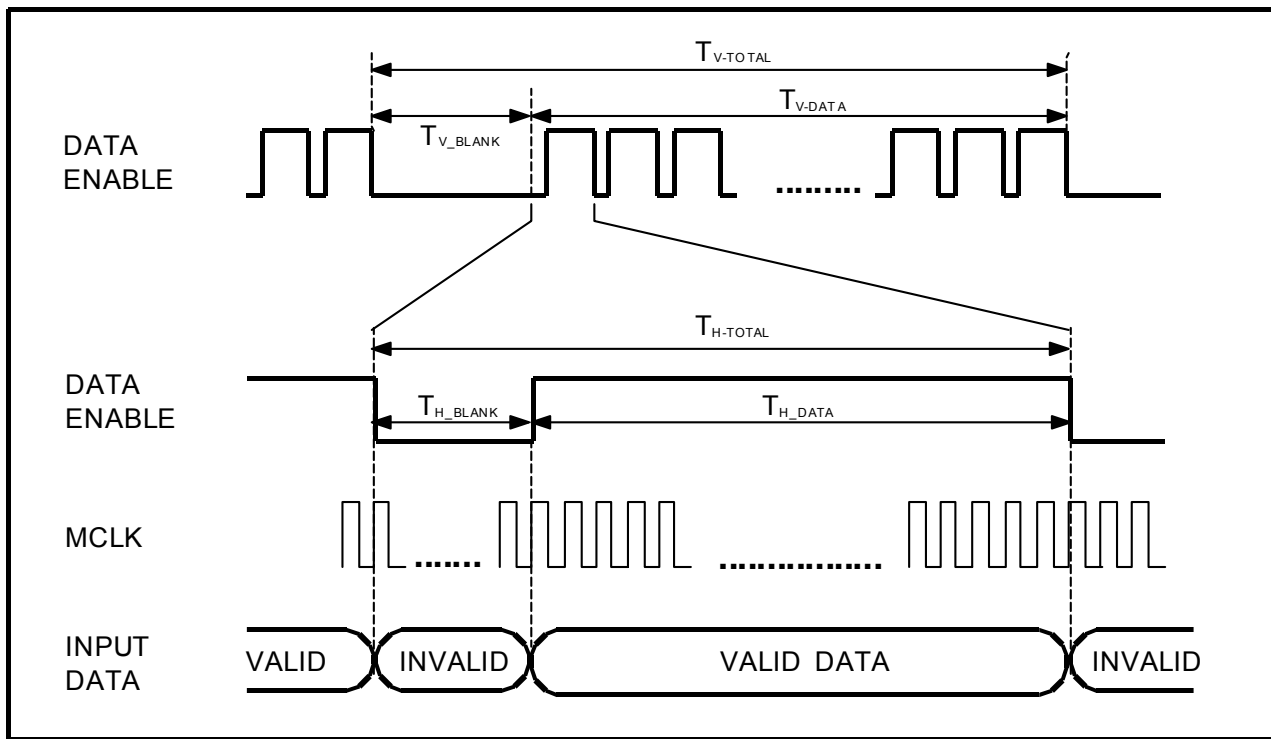 TV-TOTAL
TV-DATA
TV_BLANK
DATA
ENABLE
.........
TH-TOTAL
DATA
ENABLE
TH_BLANK
TH_DATA
MCLK
.......
.................
INPUT
DATA
VALID
INVALID
VALID DATA
INVALID